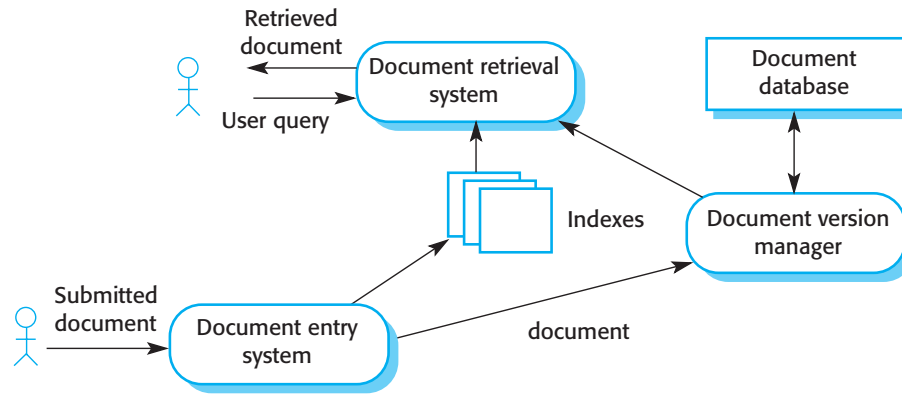 Retrieved
document
User query
Document retrieval
system
Document
database
Indexes
Document version
manager
Submitted
document
Document entry
system
document